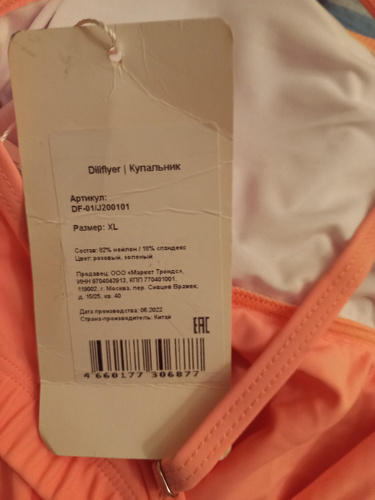 Diliflyer | Купальник
Артикул:
DF-01/J200101
Размер: XL
Состав: 82% нейлон / 18% спандекс
Цвет: розовый, зеленый
Продавец: ООО «Маркет Трендс»,
ИНН 9704043913, КПП 770401001,
119002, г. Москва, пер. Сивцев Вражек,
д. 15/25, кв. 40
Дата производства: 06.2022
Страна-производитель: Китай
EAC
4 660177 306877